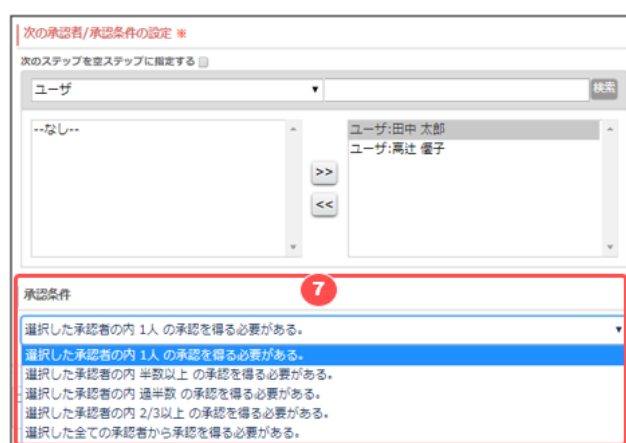 次の承認者/承認条件の設定 ※
次のステップを空ステップに指定する
ユーザ
検索
--なし--
ユーザ:田中 太郎
ユーザ:高辻 優子
>>
<<
承認条件
7
選択した承認者の内 1人 の承認を得る必要がある。
選択した承認者の内 1人 の承認を得る必要がある。
選択した承認者の内 半数以上 の承認を得る必要がある。
選択した承認者の内 過半数 の承認を得る必要がある。
選択した承認者の内 2/3以上 の承認を得る必要がある。
選択した全ての承認者から承認を得る必要がある。